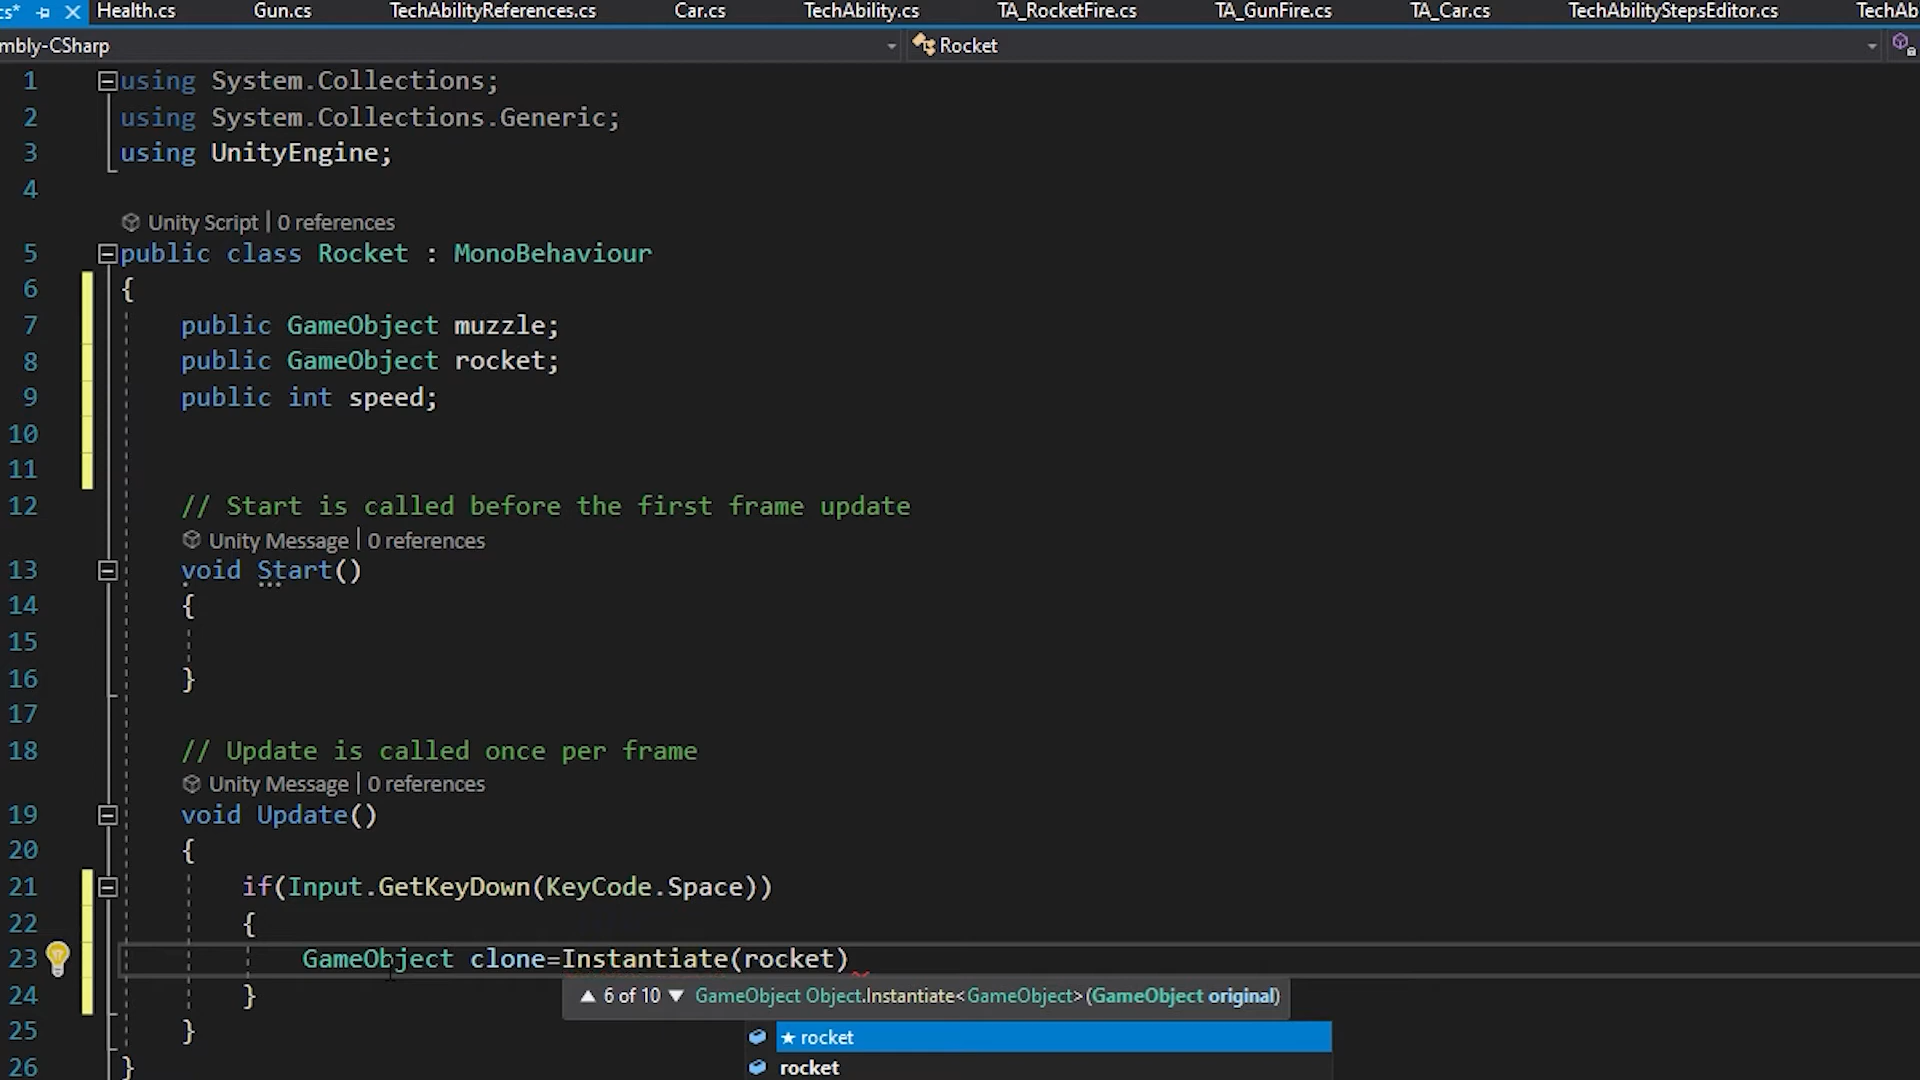 cs* Health.cs Gun.cs TechAbilityReferences.cs Car.cs TechAbility.cs TA_RocketFire.cs TA_GunFire.cs TA_Car.cs TechAbilityStepsEditor.cs TechAb
mbly-CSharp Rocket
1 using System.Collections;
2 using System.Collections.Generic;
3 using UnityEngine;
4
Unity Script | 0 references
5 public class Rocket : MonoBehaviour
6 {
7 public GameObject muzzle;
8 public GameObject rocket;
9 public int speed;
10
11
12 // Start is called before the first frame update
Unity Message | 0 references
13 void Start()
14 {
15
16 }
17
18 // Update is called once per frame
Unity Message | 0 references
19 void Update()
20 {
21 if(Input.GetKeyDown(KeyCode.Space))
22 {
23 GameObject clone=Instantiate(rocket)
24 }
▲ 6 of 10 ▼ GameObject Object.Instantiate<GameObject>(GameObject original)
25 }
★ rocket
26 }
rocket